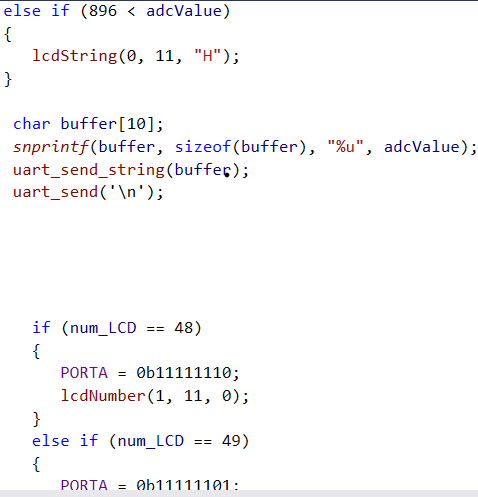 else if (896 < adcValue)
{
lcdString(0, 11, "H");
}
char buffer[10];
snprintf(buffer, sizeof(buffer), "%u", adcValue);
uart_send_string(buffer);
uart_send('\n');
if (num_LCD == 48)
{
PORTA = 0b11111110;
lcdNumber(1, 11, 0);
}
else if (num_LCD == 49)
{
PORTA = 0b11111101;